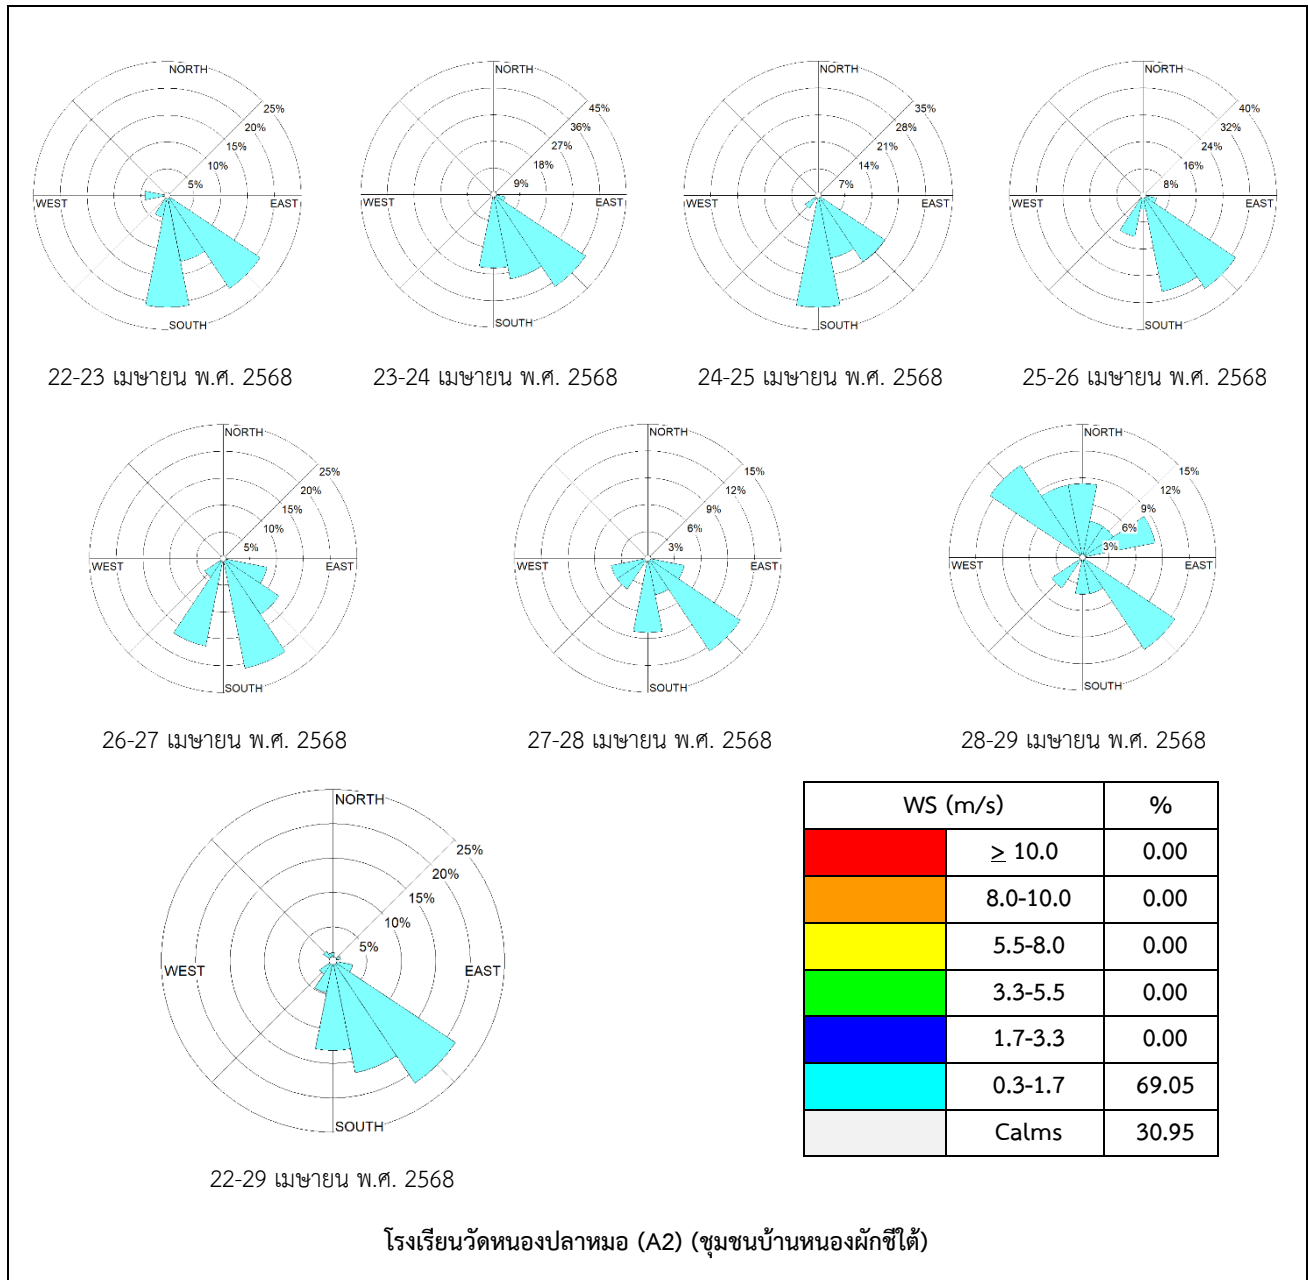 NORTH
25%
20%
15%
10%
5%
WEST
EAST
SOUTH
22-23 เมษายน พ.ศ. 2568
NORTH
45%
36%
27%
18%
9%
WEST
EAST
SOUTH
23-24 เมษายน พ.ศ. 2568
NORTH
35%
28%
21%
14%
7%
WEST
EAST
SOUTH
24-25 เมษายน พ.ศ. 2568
NORTH
40%
32%
24%
16%
8%
WEST
EAST
SOUTH
25-26 เมษายน พ.ศ. 2568
NORTH
25%
20%
15%
10%
5%
WEST
EAST
SOUTH
26-27 เมษายน พ.ศ. 2568
NORTH
15%
12%
9%
6%
3%
WEST
EAST
SOUTH
27-28 เมษายน พ.ศ. 2568
NORTH
15%
12%
9%
6%
3%
WEST
EAST
SOUTH
28-29 เมษายน พ.ศ. 2568
NORTH
25%
20%
15%
10%
5%
WEST
EAST
SOUTH
22-29 เมษายน พ.ศ. 2568
WS (m/s) %
≥ 10.0 0.00
8.0-10.0 0.00
5.5-8.0 0.00
3.3-5.5 0.00
1.7-3.3 0.00
0.3-1.7 69.05
Calms 30.95
โรงเรียนวัดหนองปลาหมอ (A2) (ชุมชนบ้านหนองผักชีใต้)